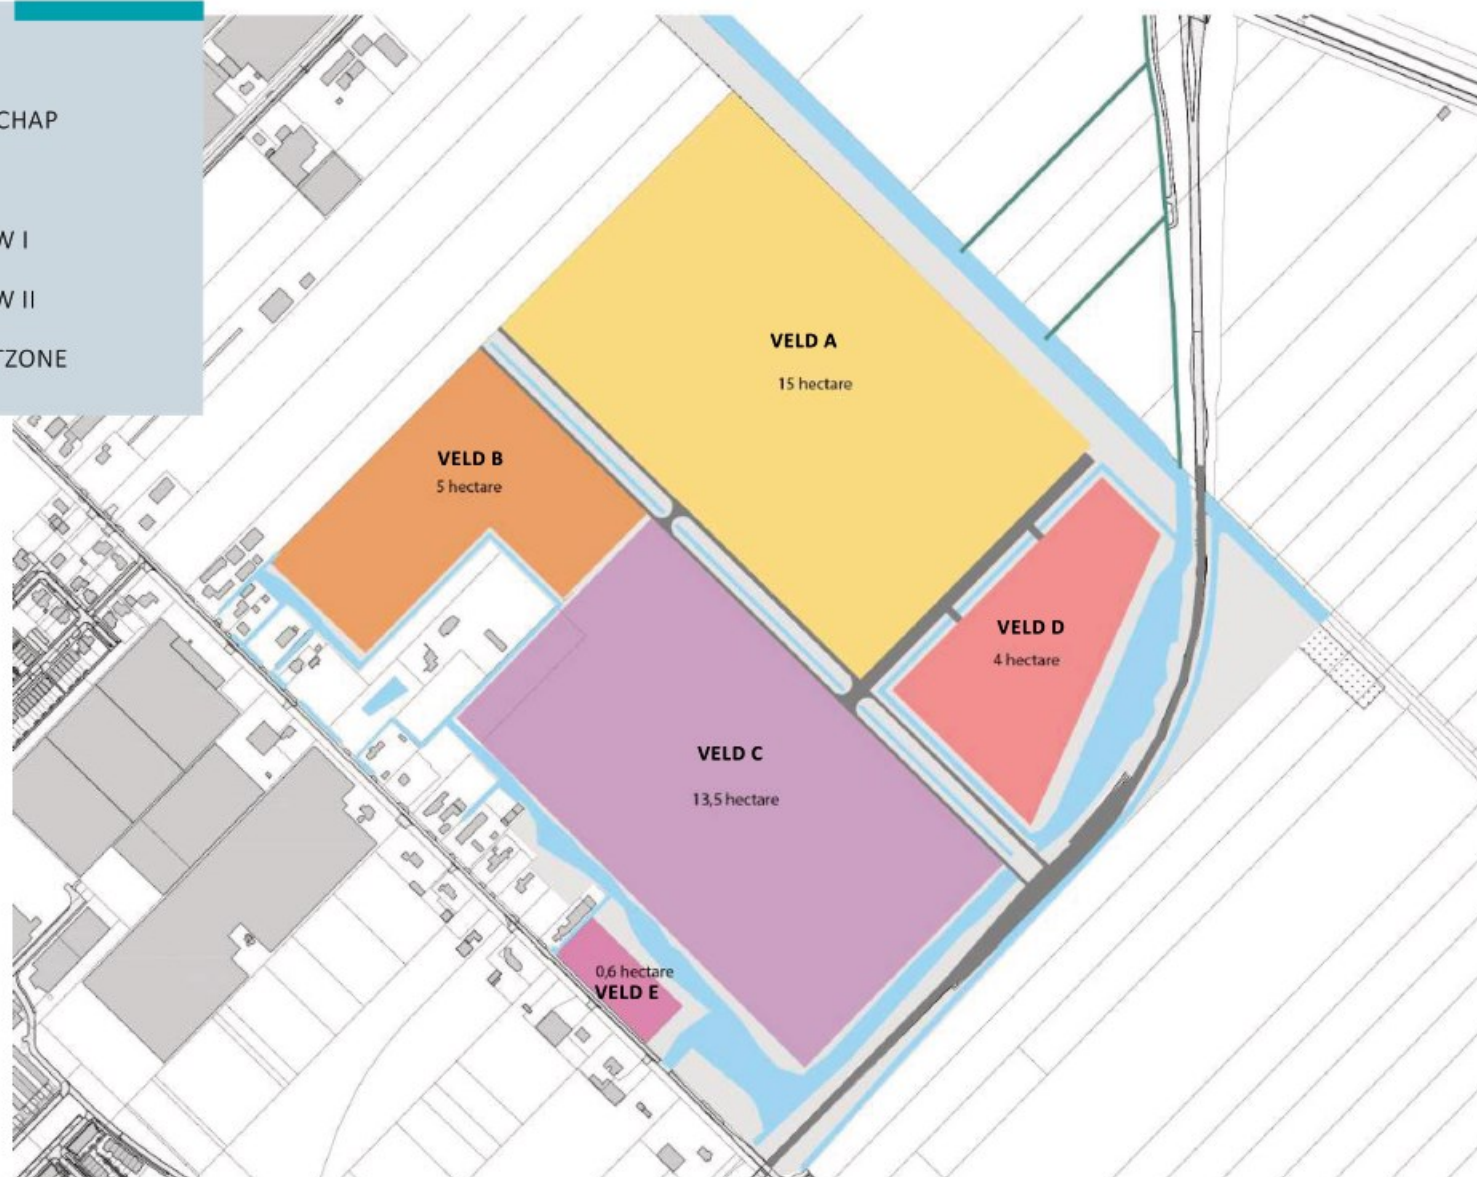 CHAP
W I
W II
TZONE
VELD A
15 hectare
VELD B
5 hectare
VELD D
4 hectare
VELD C
13,5 hectare
0,6 hectare
VELD E